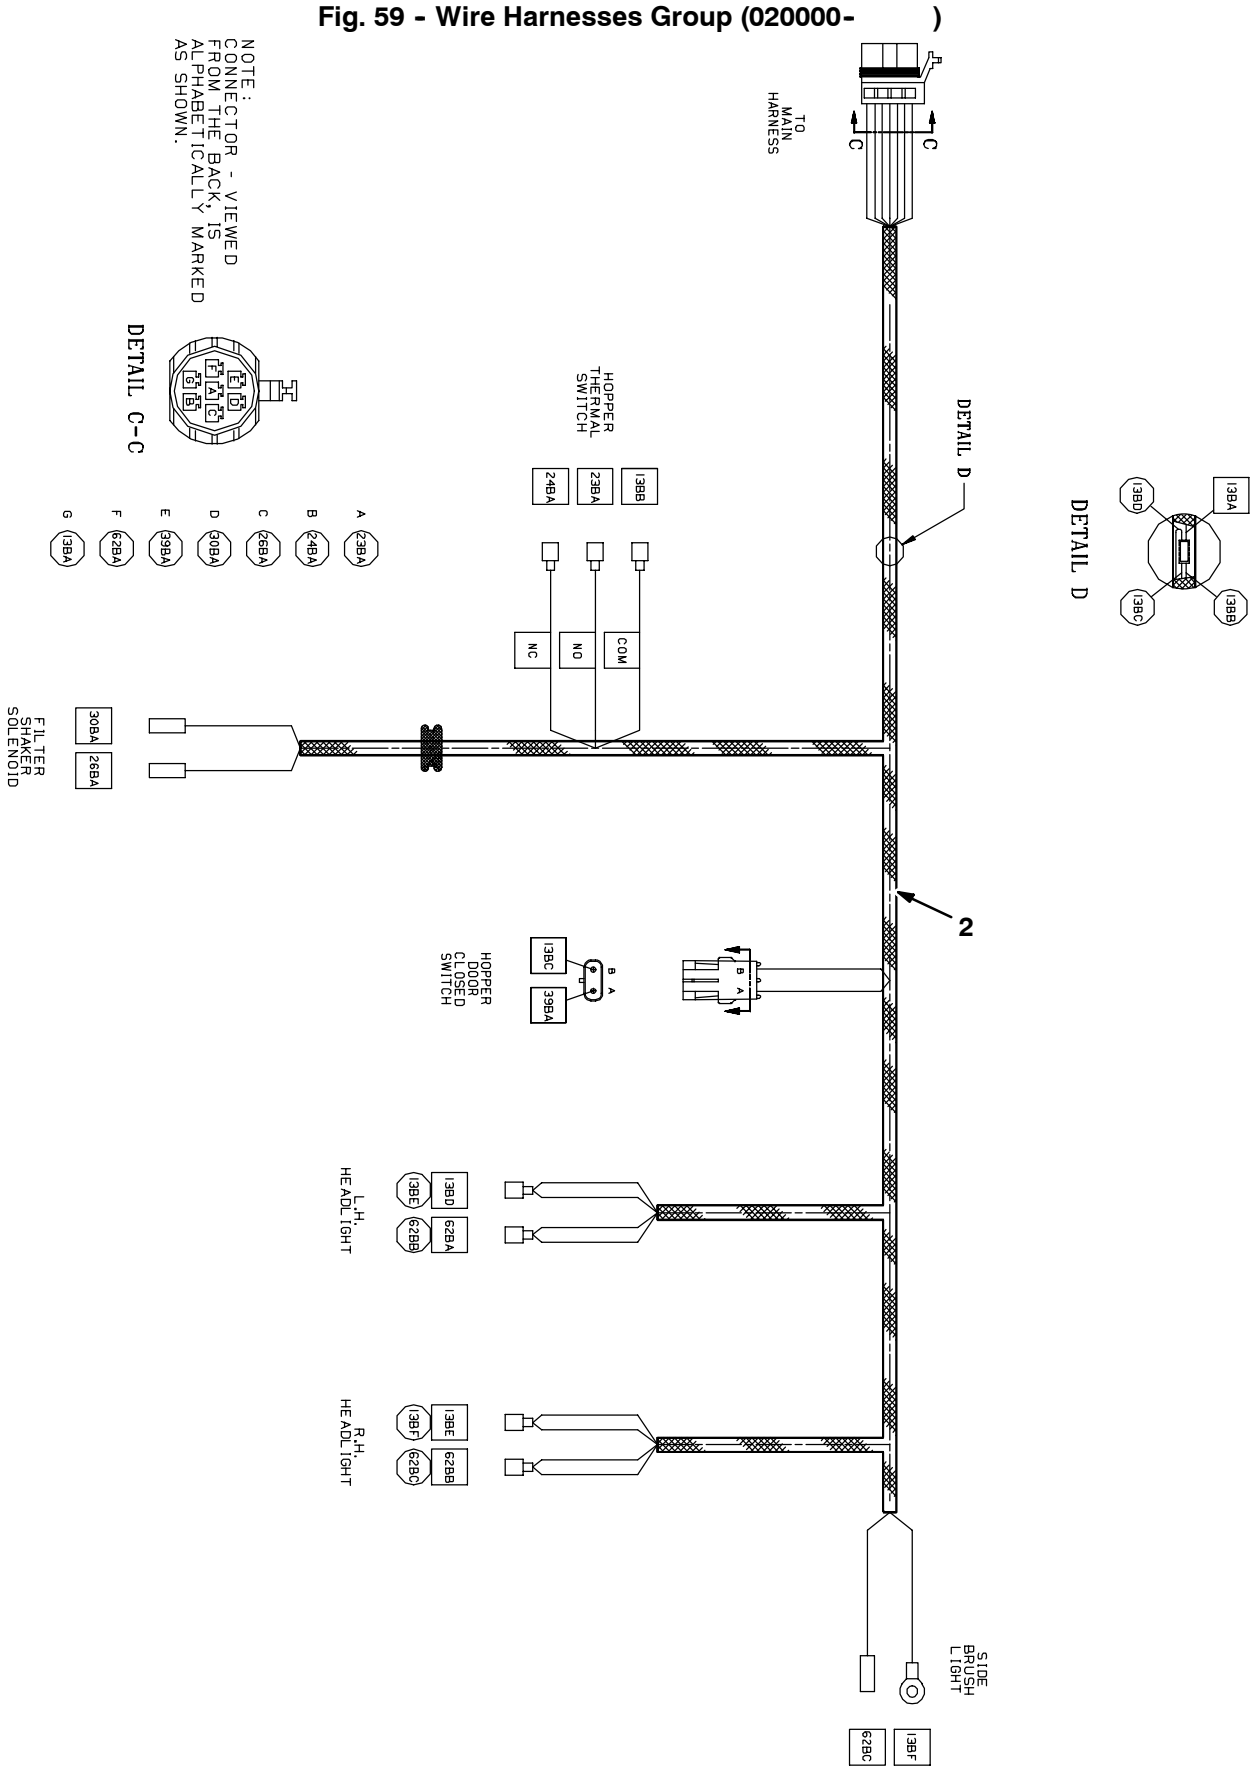 Fig. 59 - Wire Harnesses Group (020000- )
NOTE:
CONNECTOR - VIEWED
FROM THE BACK, IS
ALPHABETICALLY MARKED
AS SHOWN.
TO
MAIN
HARNESS
C
C
DETAIL C-C
F
E
G
A
D
B
C
HOPPER
THERMAL
SWITCH
24BA
23BA
13BB
NC
NO
COM
DETAIL D
DETAIL D
13BD
13BA
13BC
13BB
A 23BA
B 24BA
C 26BA
D 30BA
E 39BA
F 62BA
G 13BA
FILTER
SHAKER
SOLENOID
30BA
26BA
2
HOPPER
DOOR
CLOSED
SWITCH
13BC
39BA
B
A
B
A
L.H.
HEADLIGHT
13BE
13BD
62BB
62BA
R.H.
HEADLIGHT
13BF
13BE
62BC
62BB
SIDE
BRUSH
LIGHT
62BC
13BF